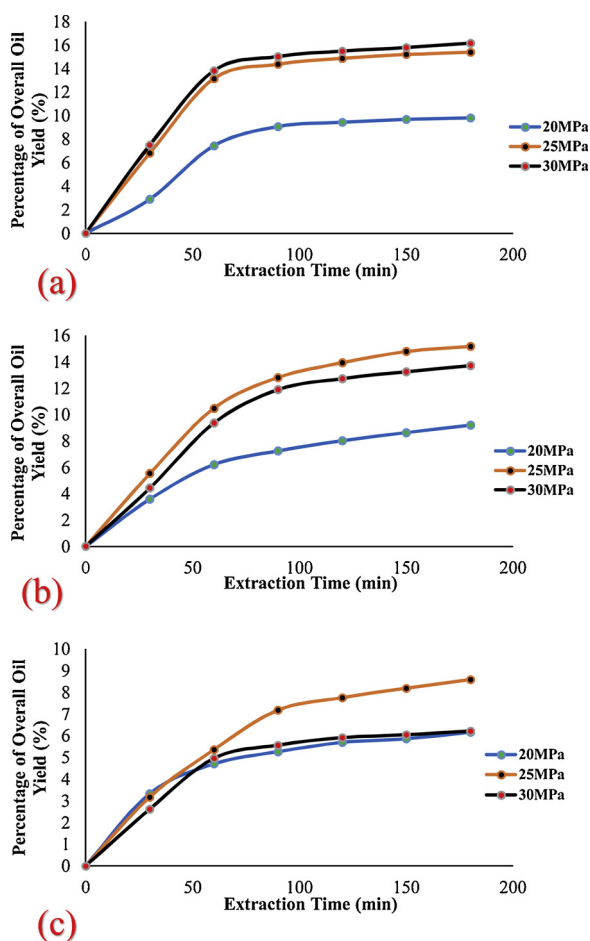 18
16
14
12
10
8
6
4
2
0
Percentage of Overall Oil
Yield (%)
0 50 100 150 200
Extraction Time (min)
20MPa
25MPa
30MPa
(a)
16
14
12
10
8
6
4
2
0
Percentage of Overall Oil
Yield (%)
0 50 100 150 200
Extraction Time (min)
20MPa
25MPa
30MPa
(b)
10
9
8
7
6
5
4
3
2
1
0
Percentage of Overall Oil
Yield (%)
0 50 100 150 200
Extraction Time (min)
20MPa
25MPa
30MPa
(c)